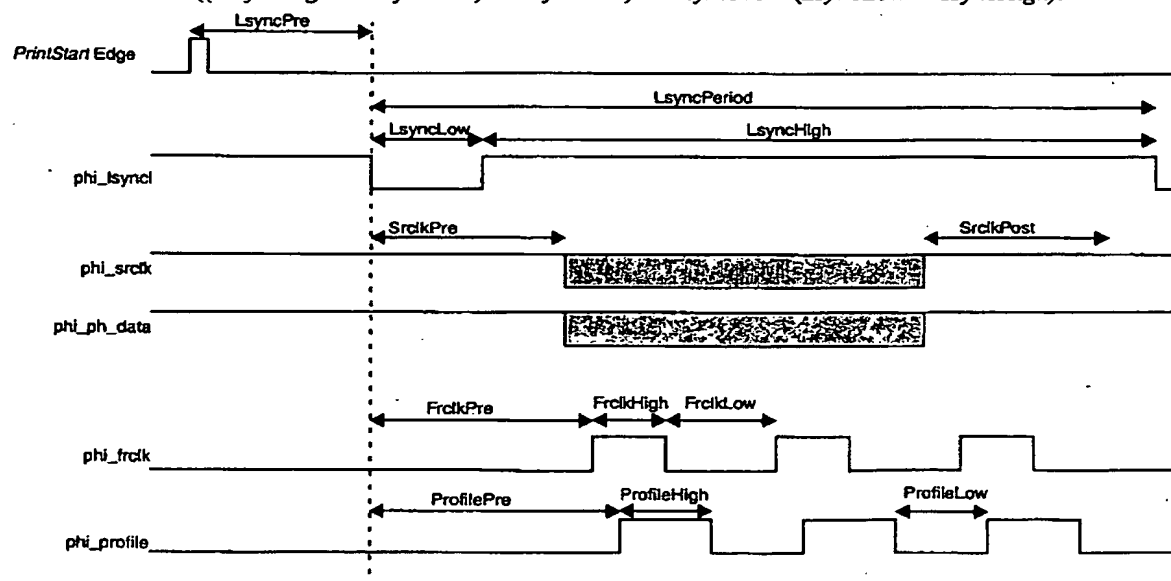 LsyncPre
PrintStart Edge
LsyncPeriod
LsyncLow
LsyncHigh
phi_lsyncl
SrclkPre
SrclkPost
phi_srclk
phi_ph_data
FrclkPre
FrclkHigh
FrclkLow
phi_frclk
ProfilePre
ProfileHigh
ProfileLow
phi_profile